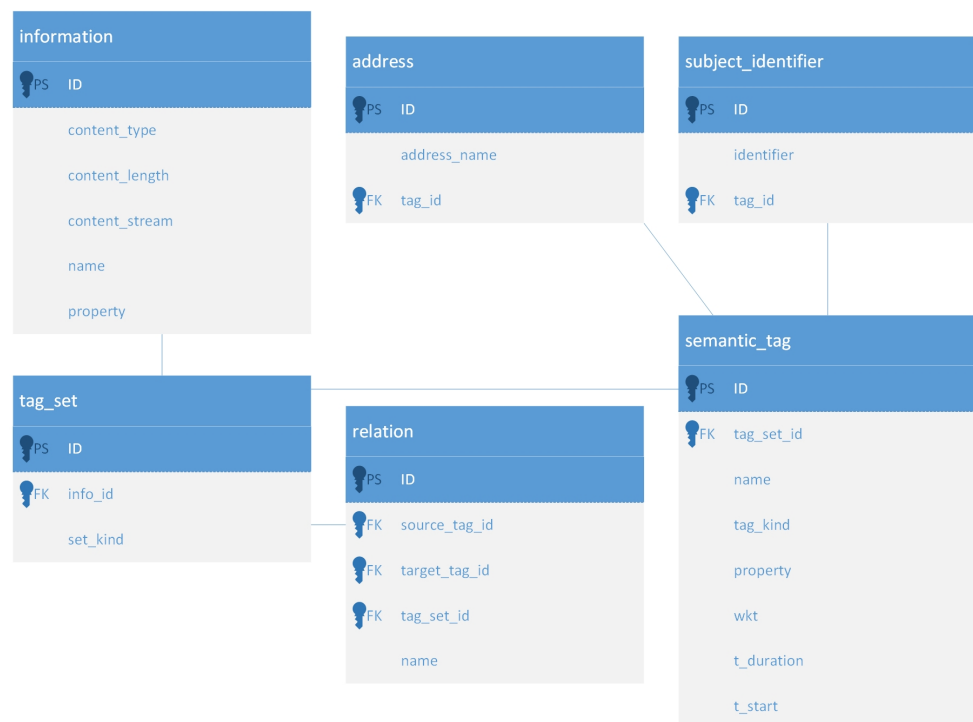 information
PS ID
content_type
content_length
content_stream
name
property
address
PS ID
address_name
FK tag_id
subject_identifier
PS ID
identifier
FK tag_id
tag_set
PS ID
FK info_id
set_kind
relation
PS ID
FK source_tag_id
FK target_tag_id
FK tag_set_id
name
semantic_tag
PS ID
FK tag_set_id
name
tag_kind
property
wkt
t_duration
t_start